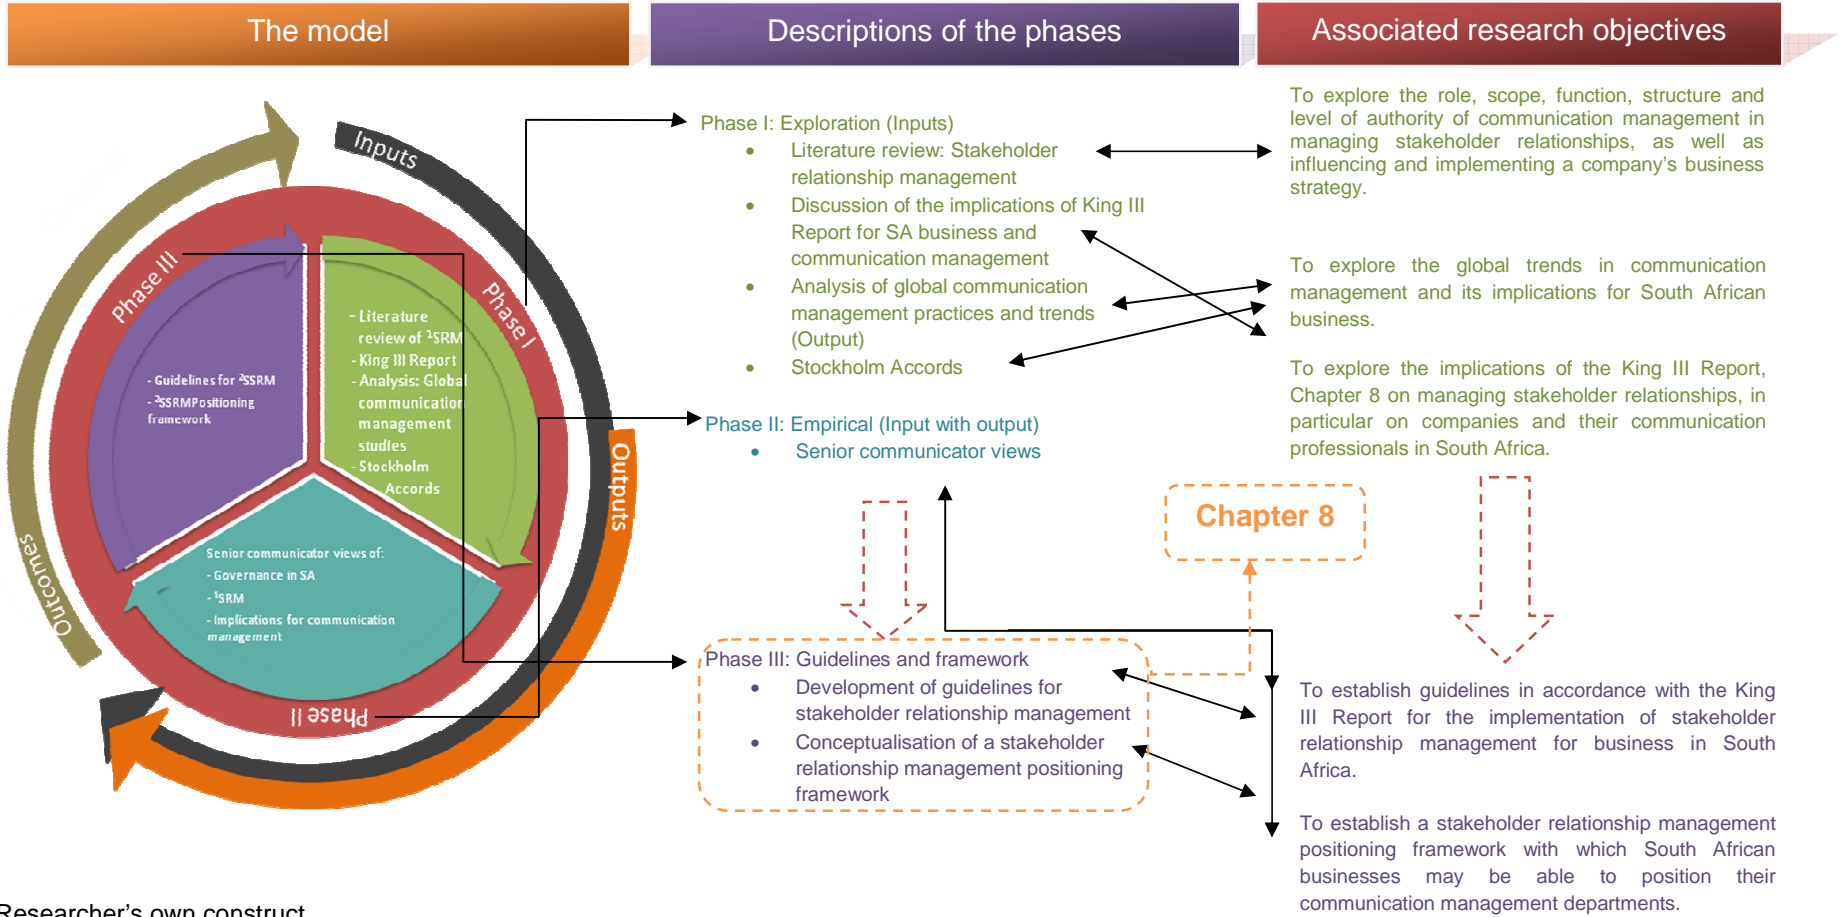 The model
Descriptions of the phases
Associated research objectives
Inputs
Outputs
Outcomes
Phase I
Phase II
Phase III
- Guidelines for ²SSRM
- ²SSRMPositioning
framework
- Literature
review of ¹SRM
- King III Report
- Analysis: Global
communication
management
studies
- Stockholm
Accords
Senior communicator views of:
- Governance in SA
- ¹SRM
- Implications for communication
management
Phase I: Exploration (Inputs)
• Literature review: Stakeholder
relationship management
• Discussion of the implications of King III
Report for SA business and
communication management
• Analysis of global communication
management practices and trends
(Output)
• Stockholm Accords
Phase II: Empirical (Input with output)
• Senior communicator views
Chapter 8
Phase III: Guidelines and framework
• Development of guidelines for
stakeholder relationship management
• Conceptualisation of a stakeholder
relationship management positioning
framework
To explore the role, scope, function, structure and
level of authority of communication management in
managing stakeholder relationships, as well as
influencing and implementing a company's business
strategy.
To explore the global trends in communication
management and its implications for South African
business.
To explore the implications of the King III Report,
Chapter 8 on managing stakeholder relationships, in
particular on companies and their communication
professionals in South Africa.
To establish guidelines in accordance with the King
III Report for the implementation of stakeholder
relationship management for business in South
Africa.
To establish a stakeholder relationship management
positioning framework with which South African
businesses may be able to position their
communication management departments.
Researcher's own construct